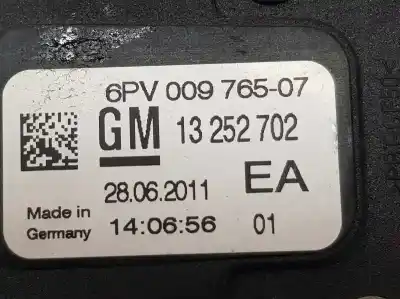 6PV 009 765-07
GM 13 252 702
28.06.2011 EA
Made in
Germany 14:06:56 01